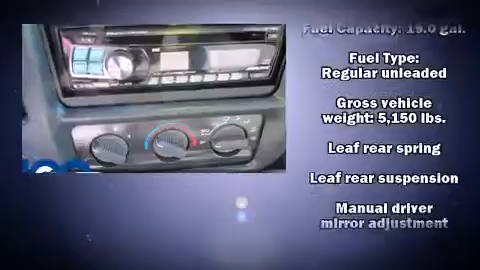 Fuel Capacity: 19.0 gal.
Fuel Type:
Regular unleaded
Gross vehicle
weight: 5,150 lbs.
Leaf rear spring
Leaf rear suspension
Manual driver
mirror adjustment